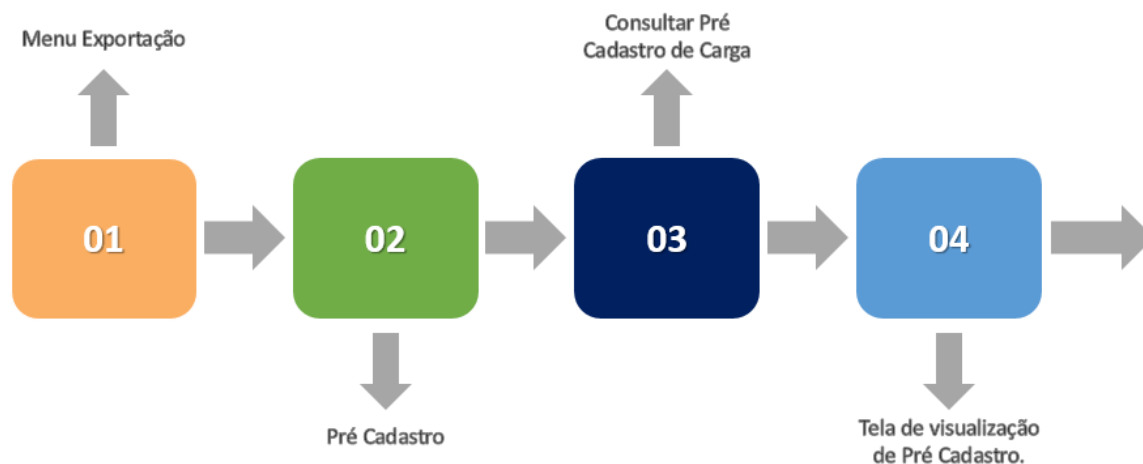 Menu Exportação
Consultar Pré
Cadastro de Carga
01
02
03
04
Pré Cadastro
Tela de visualização
de Pré Cadastro.